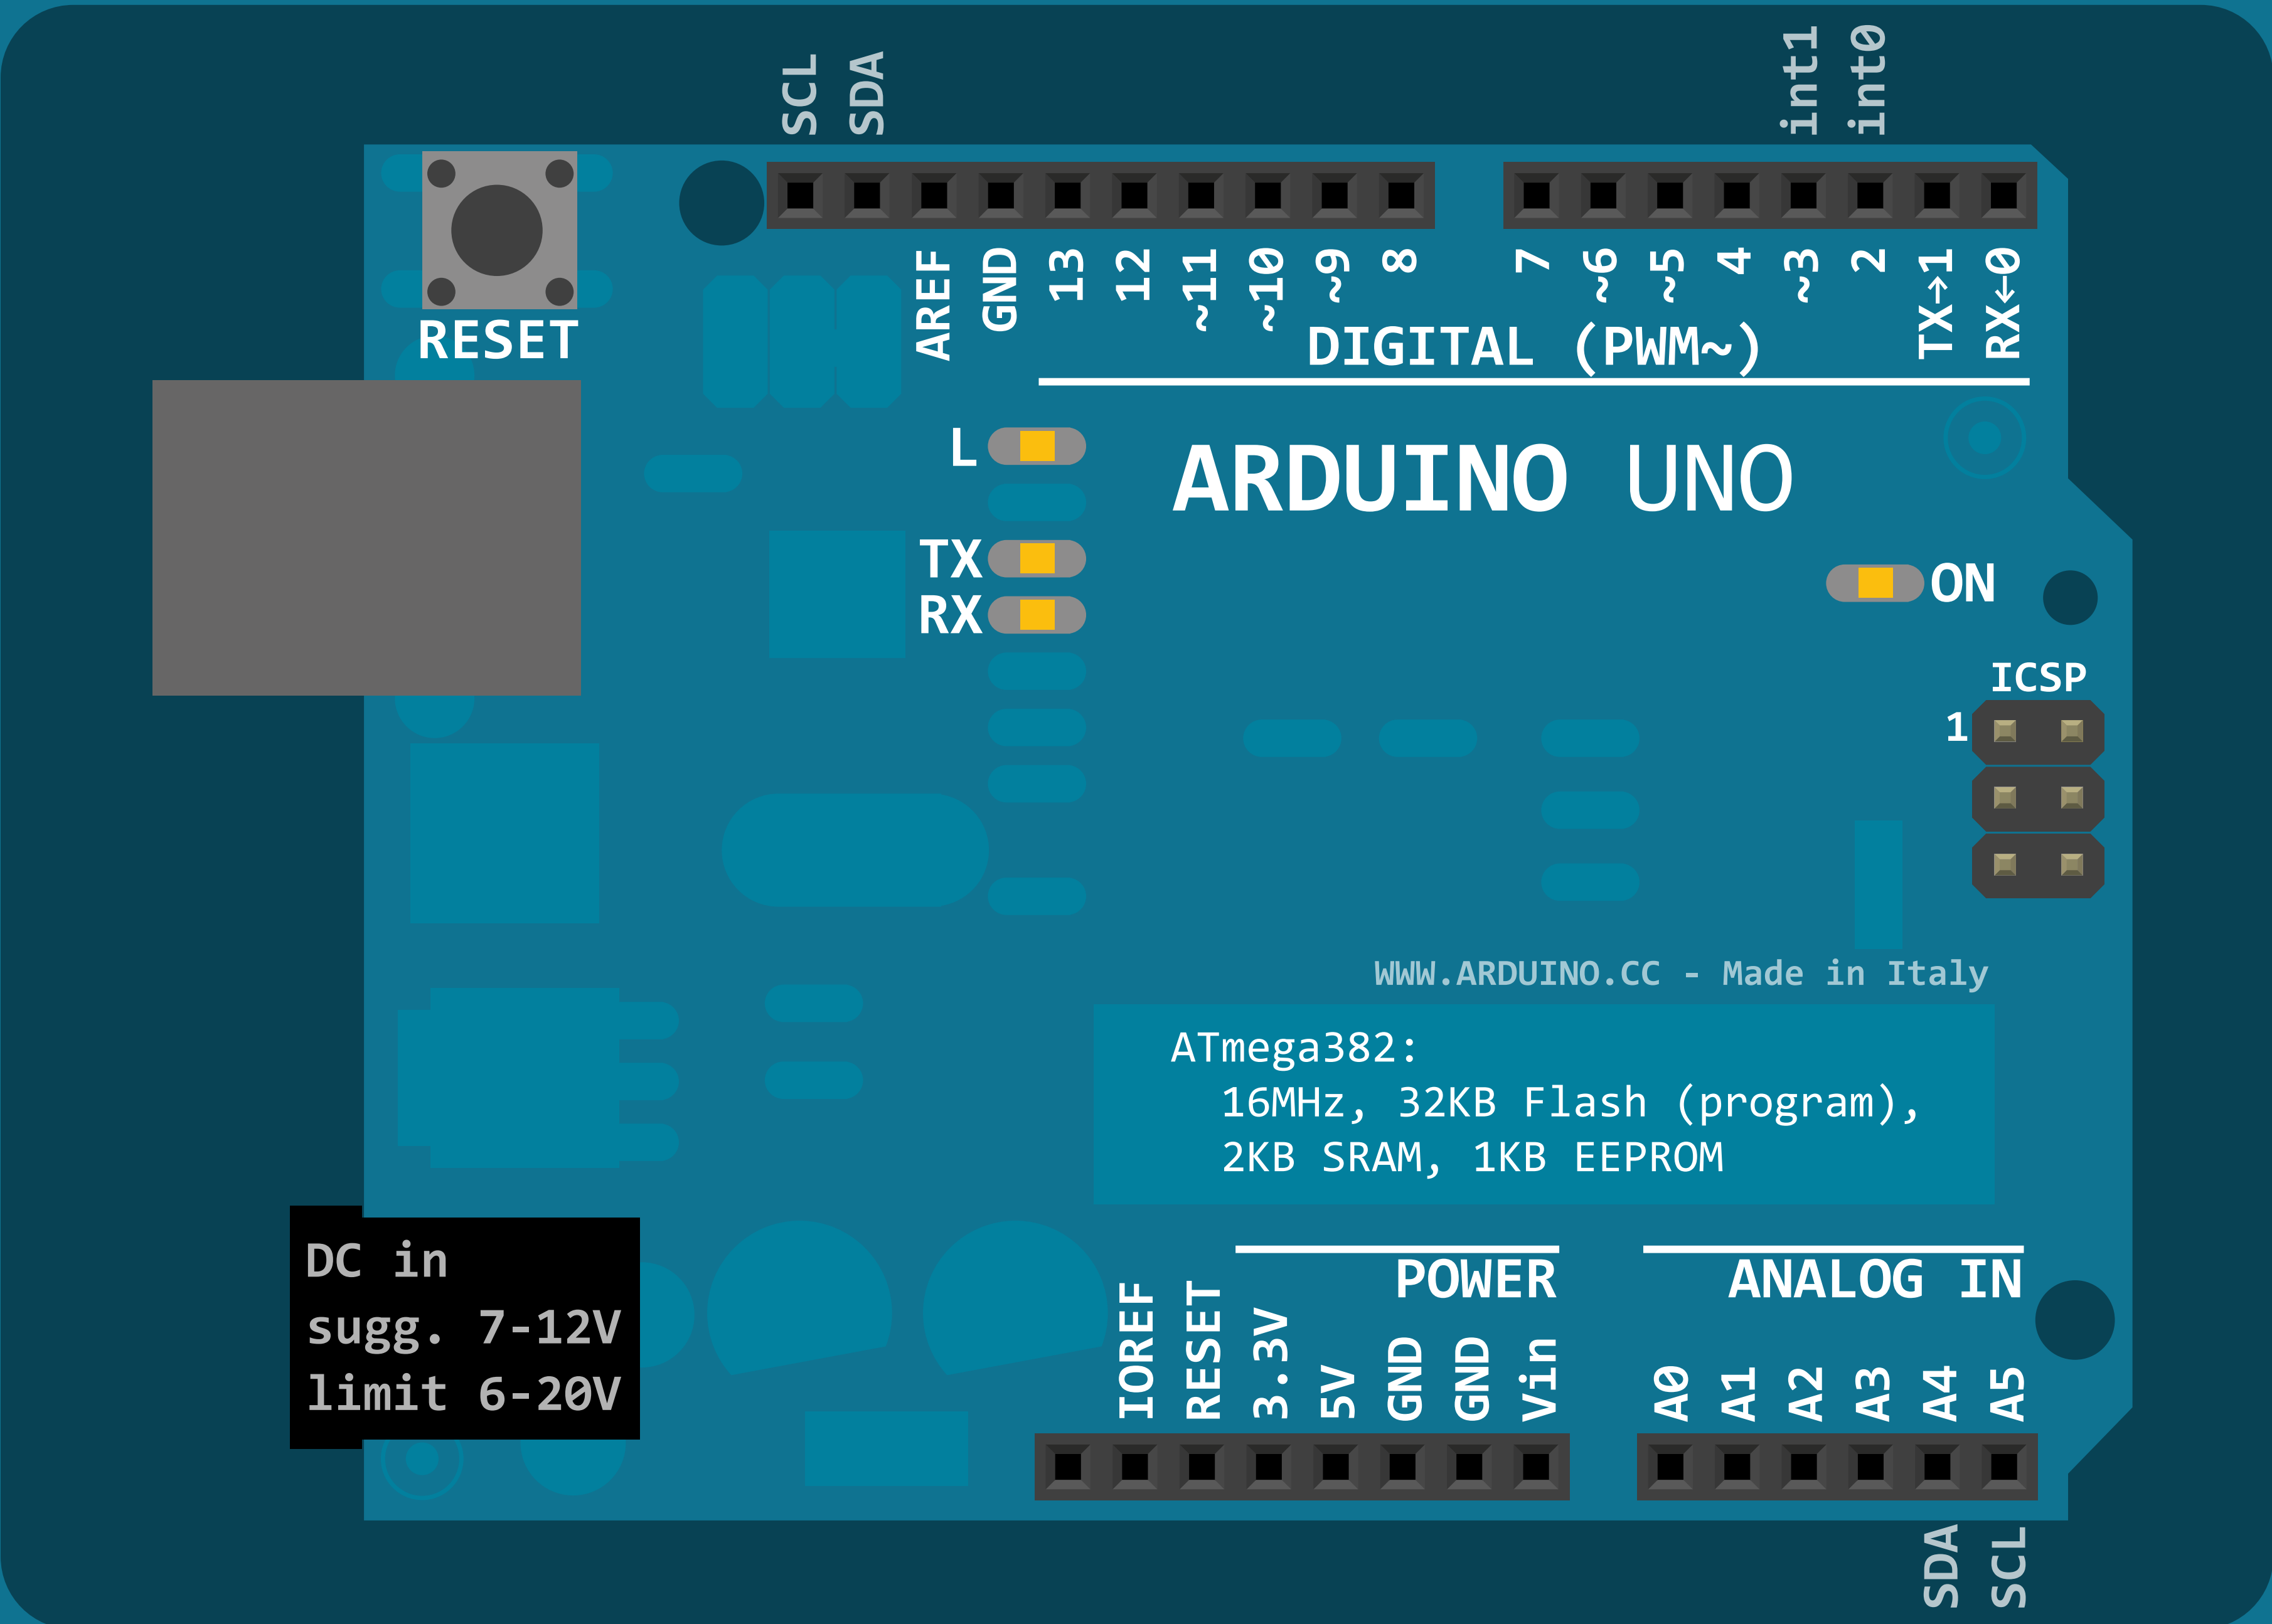 SCL
SDA
int1
int0
RESET
AREF
GND
13
12
~11
~10
~9
8
7
~6
~5
4
~3
2
TX→1
RX←0
DIGITAL (PWM~)
L
ARDUINO UNO
TX
RX
ON
ICSP
1
WWW.ARDUINO.CC - Made in Italy
ATmega382:
16MHz, 32KB Flash (program),
2KB SRAM, 1KB EEPROM
DC in
sugg. 7-12V
limit 6-20V
POWER
ANALOG IN
IOREF
RESET
3.3V
5V
GND
GND
Vin
A0
A1
A2
A3
A4
A5
SDA
SCL